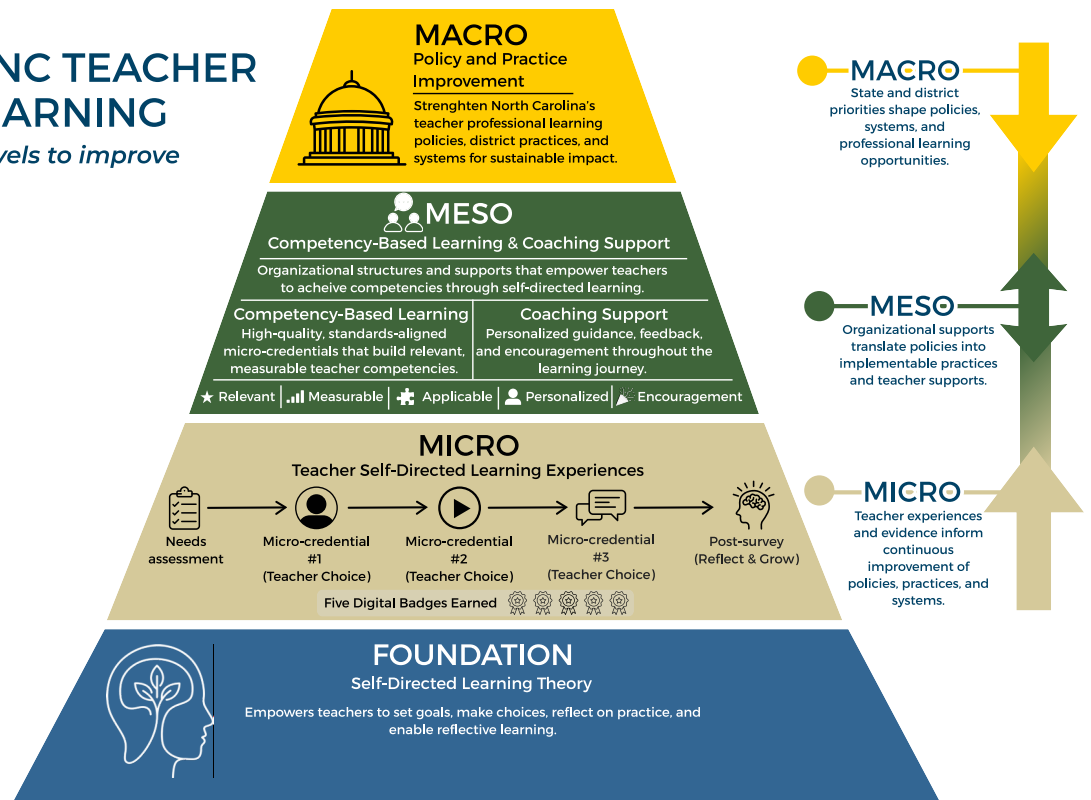 NC TEACHER
ARNING
vels to improve
MACRO
Policy and Practice
Improvement
Strenghten North Carolina's
teacher professional learning
policies, district practices, and
systems for sustainable impact.
MESO
Competency-Based Learning & Coaching Support
Organizational structures and supports that empower teachers
to acheive competencies through self-directed learning.
Competency-Based Learning
High-quality, standards-aligned
micro-credentials that build relevant,
measurable teacher competencies.
Coaching Support
Personalized guidance, feedback,
and encouragement throughout the
learning journey.
Relevant
Measurable
Applicable
Personalized
Encouragement
MICRO
Teacher Self-Directed Learning Experiences
Needs
assessment
Micro-credential
#1
(Teacher Choice)
Micro-credential
#2
(Teacher Choice)
Micro-credential
#3
(Teacher Choice)
Post-survey
(Reflect & Grow)
Five Digital Badges Earned
FOUNDATION
Self-Directed Learning Theory
Empowers teachers to set goals, make choices, reflect on practice, and
enable reflective learning.
MACRO
State and district
priorities shape policies,
systems, and
professional learning
opportunities.
MESO
Organizational supports
translate policies into
implementable practices
and teacher supports.
MICRO
Teacher experiences
and evidence inform
continuous
improvement of
policies, practices, and
systems.